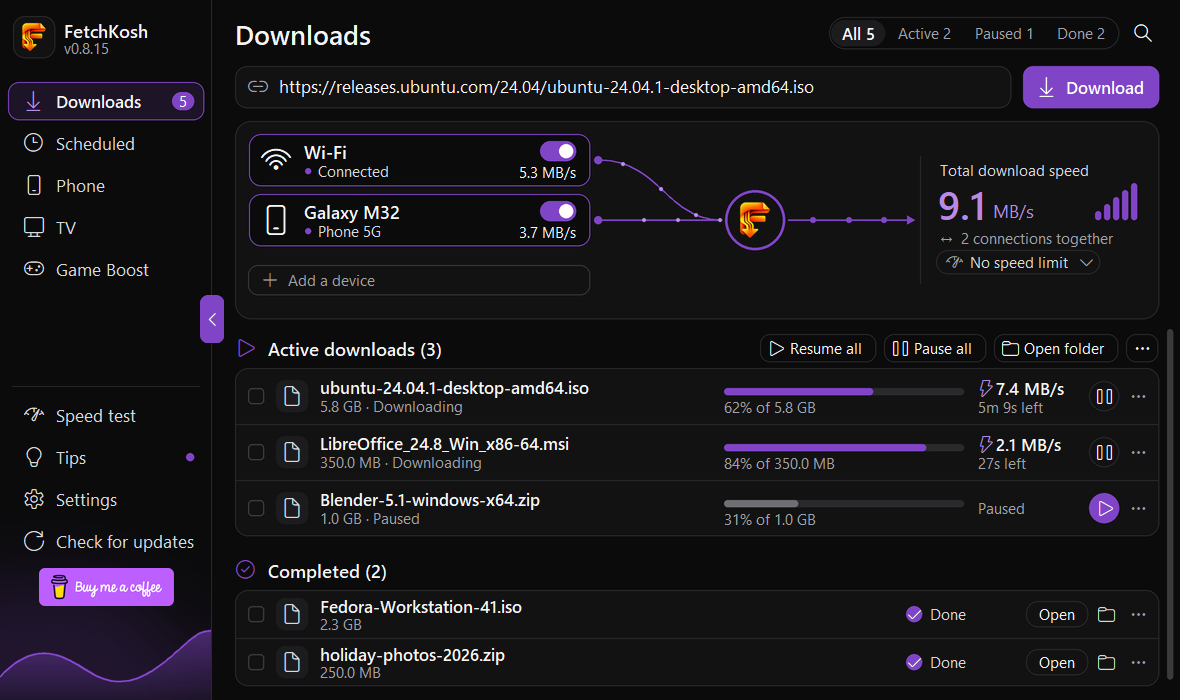 FetchKosh
v0.8.15
Downloads 5
Scheduled
Phone
TV
Game Boost
Speed test
Tips
Settings
Check for updates
Buy me a coffee
Downloads
All 5 Active 2 Paused 1 Done 2
https://releases.ubuntu.com/24.04/ubuntu-24.04.1-desktop-amd64.iso
Download
Wi-Fi
Connected 5.3 MB/s
Galaxy M32
Phone 5G 3.7 MB/s
Add a device
Total download speed
9.1 MB/s
2 connections together
No speed limit
Active downloads (3)
Resume all Pause all Open folder
ubuntu-24.04.1-desktop-amd64.iso
5.8 GB · Downloading
62% of 5.8 GB
7.4 MB/s
5m 9s left
LibreOffice_24.8_Win_x86-64.msi
350.0 MB · Downloading
84% of 350.0 MB
2.1 MB/s
27s left
Blender-5.1-windows-x64.zip
1.0 GB · Paused
31% of 1.0 GB
Paused
Completed (2)
Fedora-Workstation-41.iso
2.3 GB
Done Open
holiday-photos-2026.zip
250.0 MB
Done Open